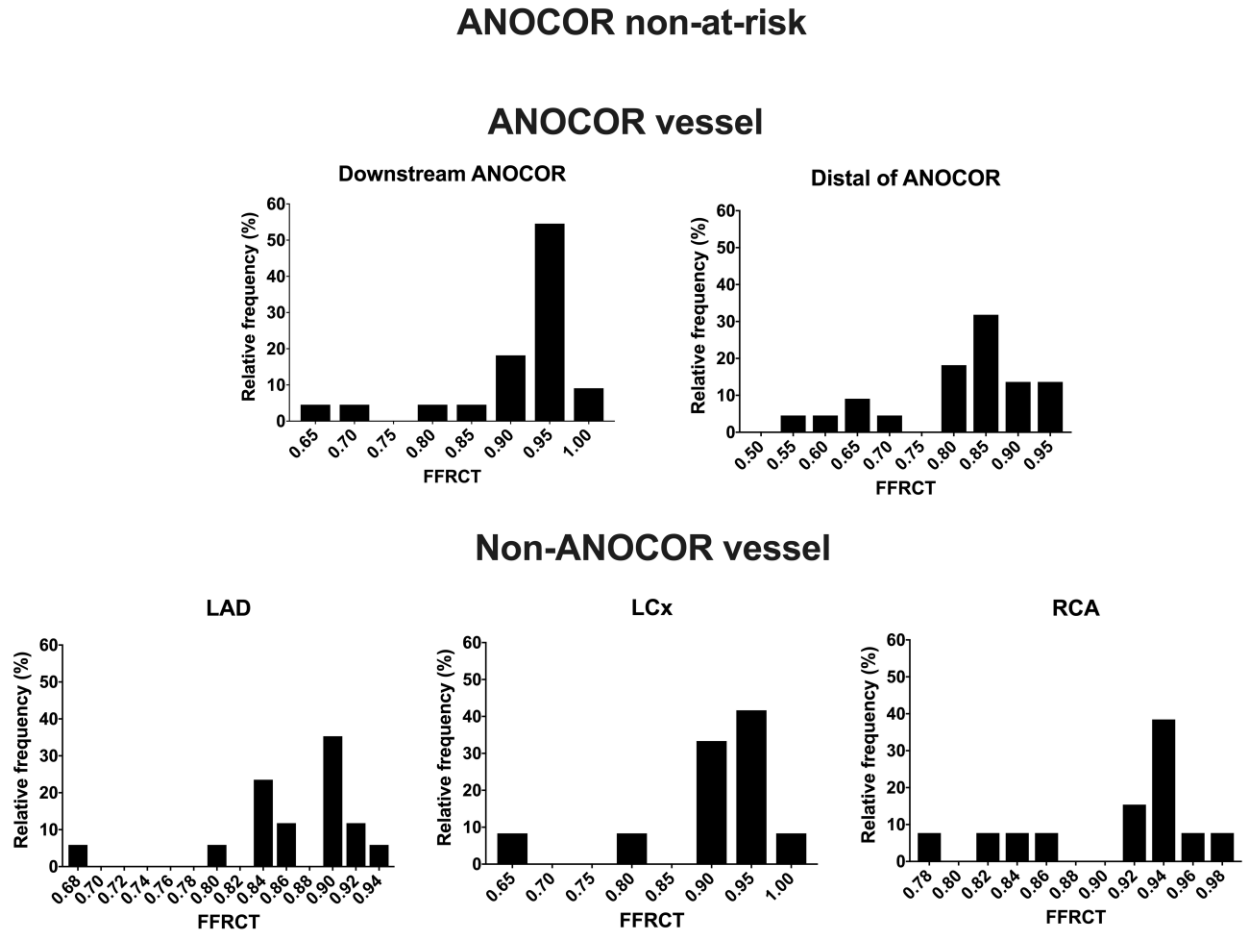 ANOCOR non-at-risk
ANOCOR vessel
Downstream ANOCOR
Relative frequency (%)
60
50
40
30
20
10
0
0.65 0.70 0.75 0.80 0.85 0.90 0.95 1.00
FFRCT
Distal of ANOCOR
Relative frequency (%)
60
50
40
30
20
10
0
0.50 0.55 0.60 0.65 0.70 0.75 0.80 0.85 0.90 0.95
FFRCT
Non-ANOCOR vessel
LAD
Relative frequency (%)
60
50
40
30
20
10
0
0.68 0.70 0.72 0.74 0.76 0.78 0.80 0.82 0.84 0.86 0.88 0.90 0.92 0.94
FFRCT
LCx
Relative frequency (%)
60
50
40
30
20
10
0
0.65 0.70 0.75 0.80 0.85 0.90 0.95 1.00
FFRCT
RCA
Relative frequency (%)
60
50
40
30
20
10
0
0.78 0.80 0.82 0.84 0.86 0.88 0.90 0.92 0.94 0.96 0.98
FFRCT